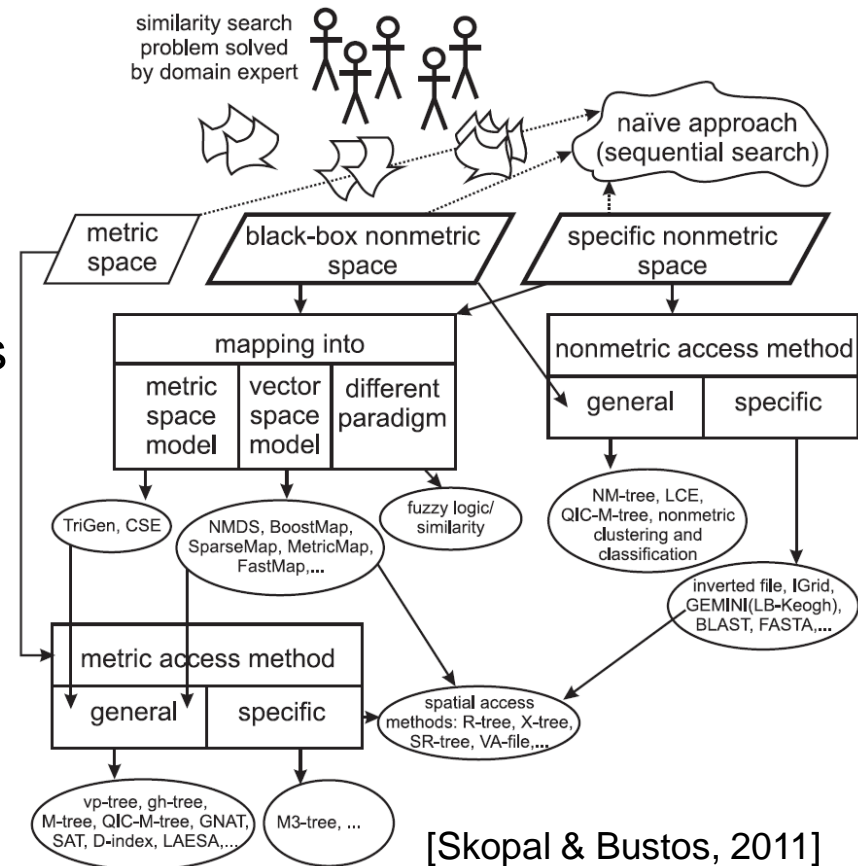 similarity search
problem solved
by domain expert
naïve approach
(sequential search)
metric
space
black-box nonmetric
space
specific nonmetric
space
s
mapping into
metric
space
model
vector
space
model
different
paradigm
nonmetric access method
general
specific
TriGen, CSE
NMDS, BoostMap,
SparseMap, MetricMap,
FastMap,...
fuzzy logic/
similarity
NM-tree, LCE,
QIC-M-tree, nonmetric
clustering and
classification
inverted file, IGrid,
GEMINI(LB-Keogh),
BLAST, FASTA,...
metric access method
general
specific
spatial access
methods: R-tree, X-tree,
SR-tree, VA-file,...
vp-tree, gh-tree,
M-tree, QIC-M-tree, GNAT,
SAT, D-index, LAESA,...
M3-tree, ...
[Skopal & Bustos, 2011]